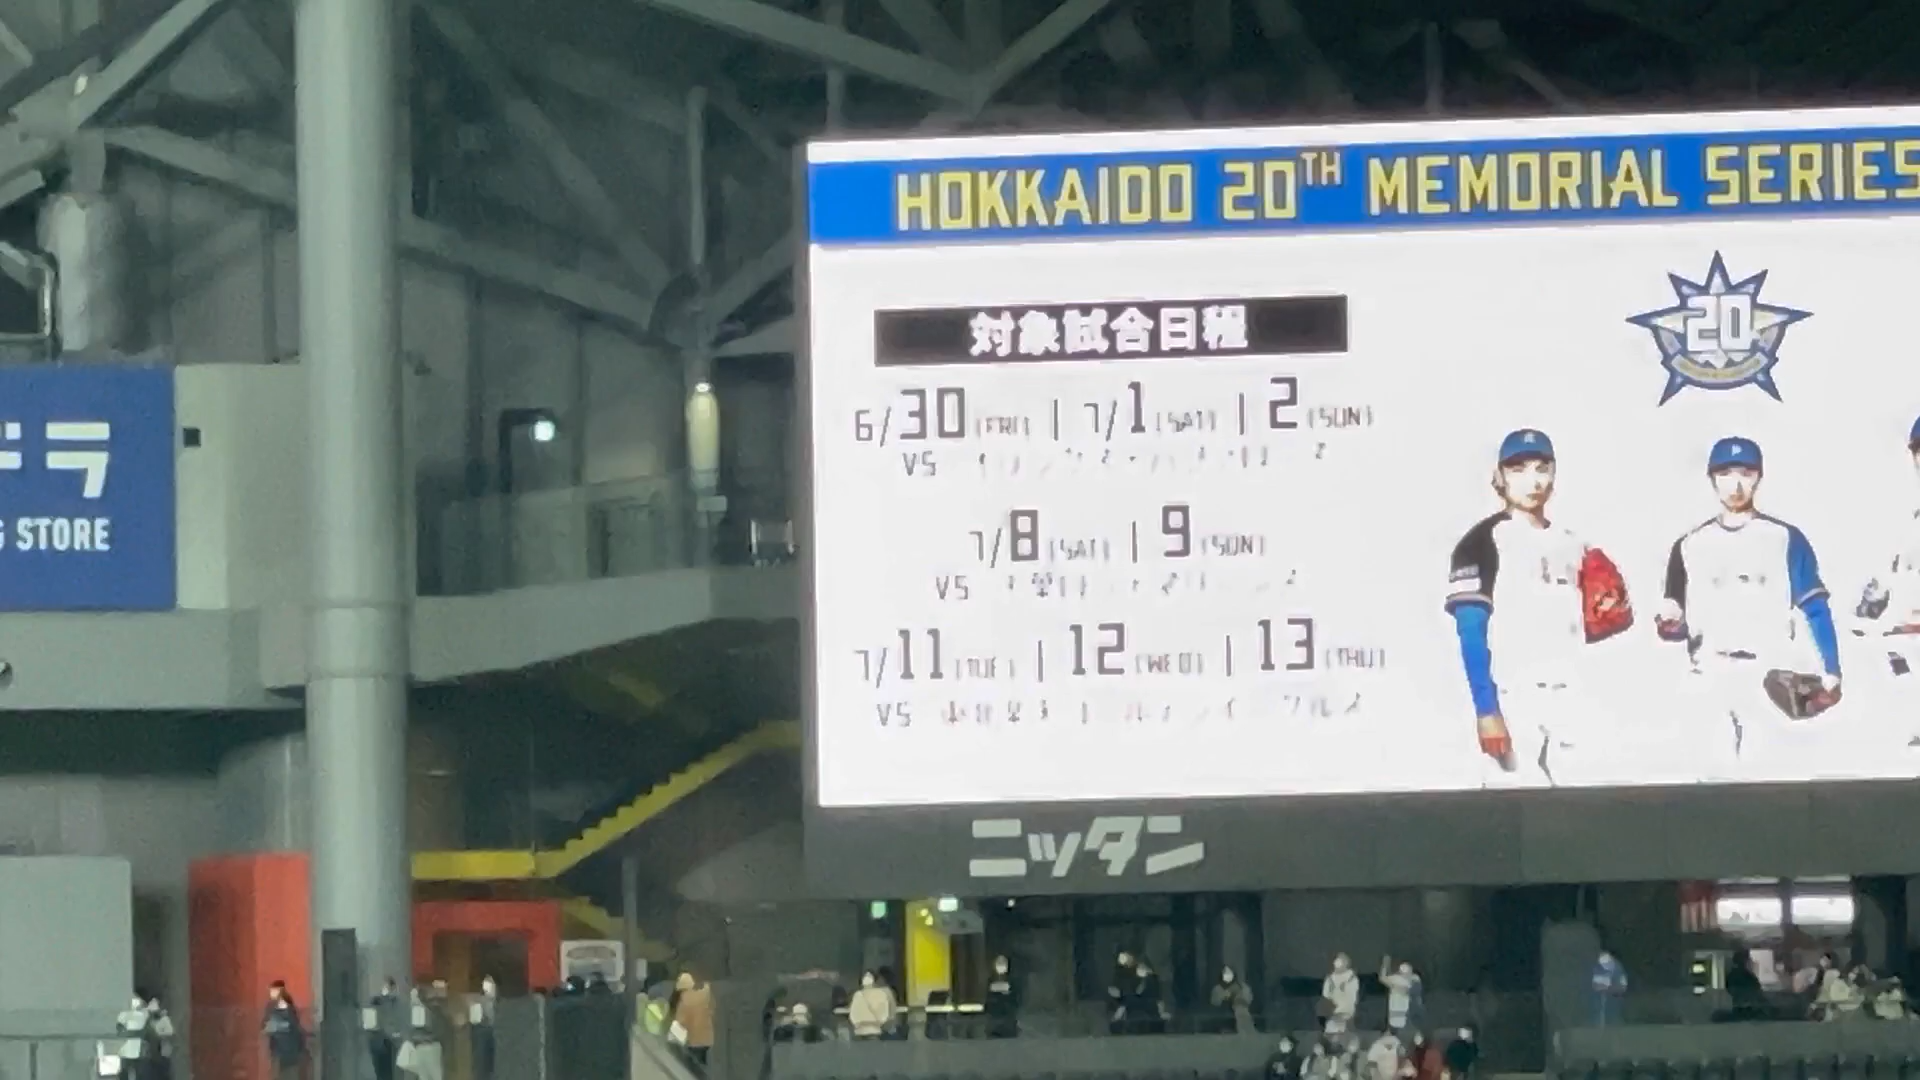 HOKKAIDO 20TH MEMORIAL SERIES
20
対象試合日程
6/30(FRI) | 7/1(SAT) | 2(SUN)
VS
7/8(SAT) | 9(SUN)
VS
7/11(TUE) | 12(WED) | 13(THU)
VS
ニッタン
ドラ
G STORE